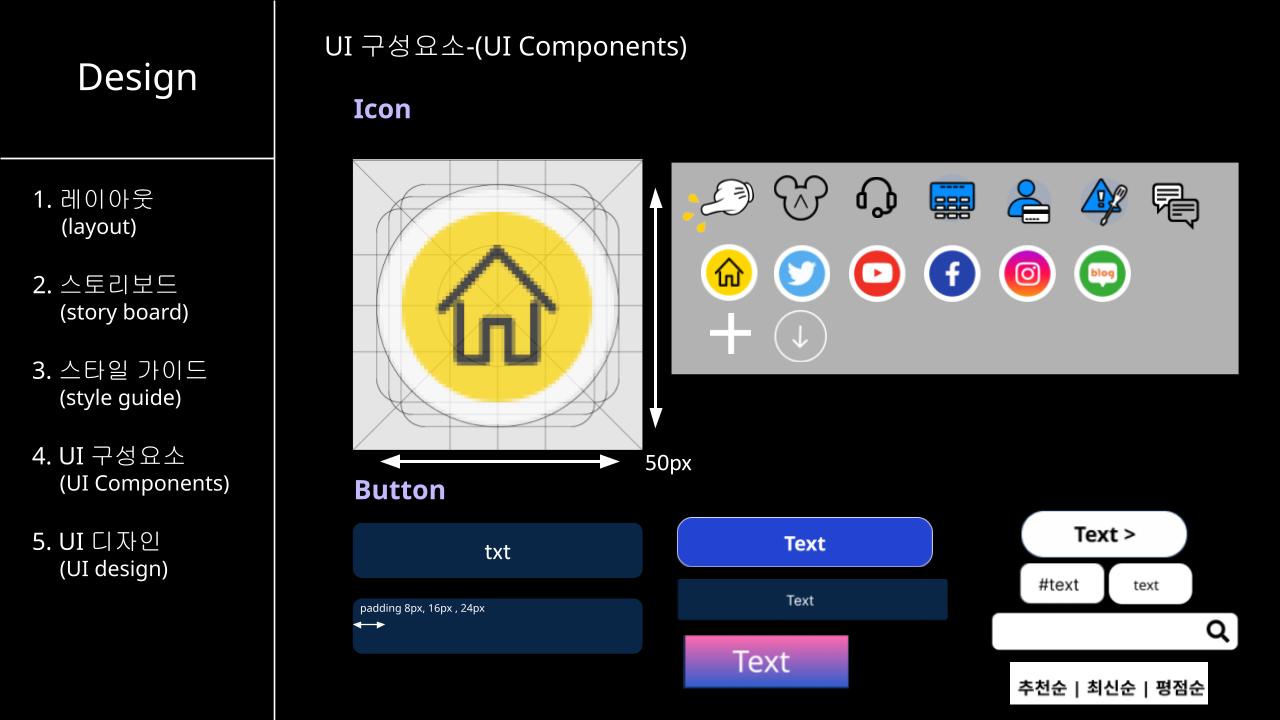 Design
1. 레이아웃
(layout)
2. 스토리보드
(story board)
3. 스타일 가이드
(style guide)
4. UI 구성요소
(UI Components)
5. UI 디자인
(UI design)
UI 구성요소-(UI Components)
Icon
blog
50px
Button
txt
padding 8px, 16px , 24px
Text
Text
Text
Text >
#text
text
추천순 | 최신순 | 평점순